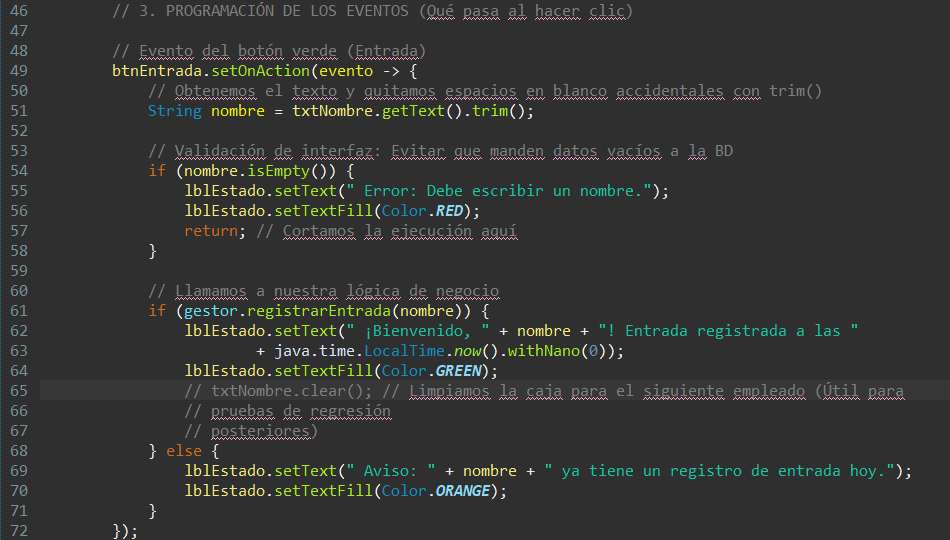 46 // 3. PROGRAMACIÓN DE LOS EVENTOS (Qué pasa al hacer clic)
47
48 // Evento del botón verde (Entrada)
49 btnEntrada.setOnAction(evento -> {
50 // Obtenemos el texto y quitamos espacios en blanco accidentales con trim()
51 String nombre = txtNombre.getText().trim();
52
53 // Validación de interfaz: Evitar que manden datos vacíos a la BD
54 if (nombre.isEmpty()) {
55 lblEstado.setText(" Error: Debe escribir un nombre.");
56 lblEstado.setTextFill(Color.RED);
57 return; // Cortamos la ejecución aquí
58 }
59
60 // Llamamos a nuestra lógica de negocio
61 if (gestor.registrarEntrada(nombre)) {
62 lblEstado.setText(" ¡Bienvenido, " + nombre + "! Entrada registrada a las "
63 + java.time.LocalTime.now().withNano(0));
64 lblEstado.setTextFill(Color.GREEN);
65 // txtNombre.clear(); // Limpiamos la caja para el siguiente empleado (Útil para
66 // pruebas de regresión
67 // posteriores)
68 } else {
69 lblEstado.setText(" Aviso: " + nombre + " ya tiene un registro de entrada hoy.");
70 lblEstado.setTextFill(Color.ORANGE);
71 }
72 });